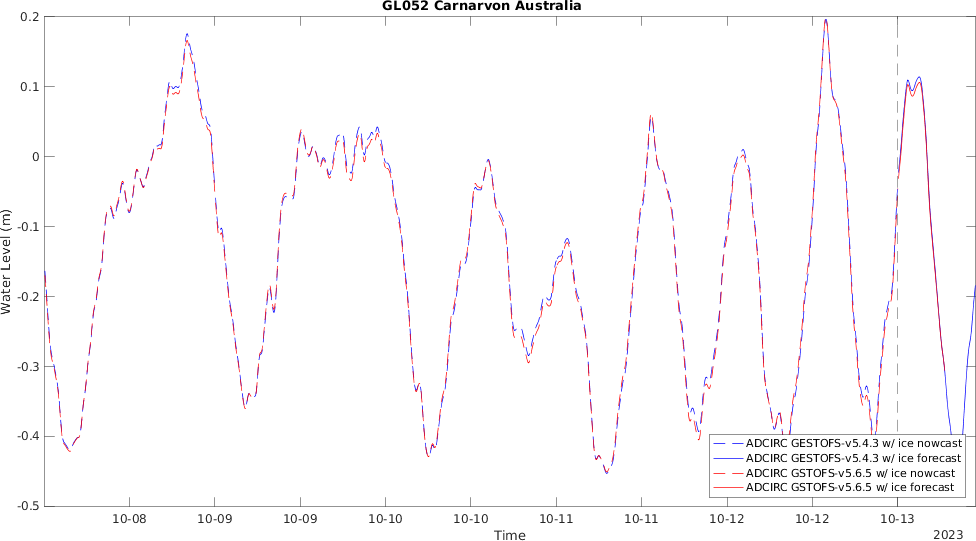 GL052 Carnarvon Australia
0.2
0.1
0
-0.1
-0.2
-0.3
-0.4
-0.5
Water Level (m)
ADCIRC GESTOFS-v5.4.3 w/ ice nowcast
ADCIRC GESTOFS-v5.4.3 w/ ice forecast
ADCIRC GSTOFS-v5.6.5 w/ ice nowcast
ADCIRC GSTOFS-v5.6.5 w/ ice forecast
10-08 10-09 10-09 10-10 10-10 10-11 10-11 10-12 10-12 10-13
Time
2023